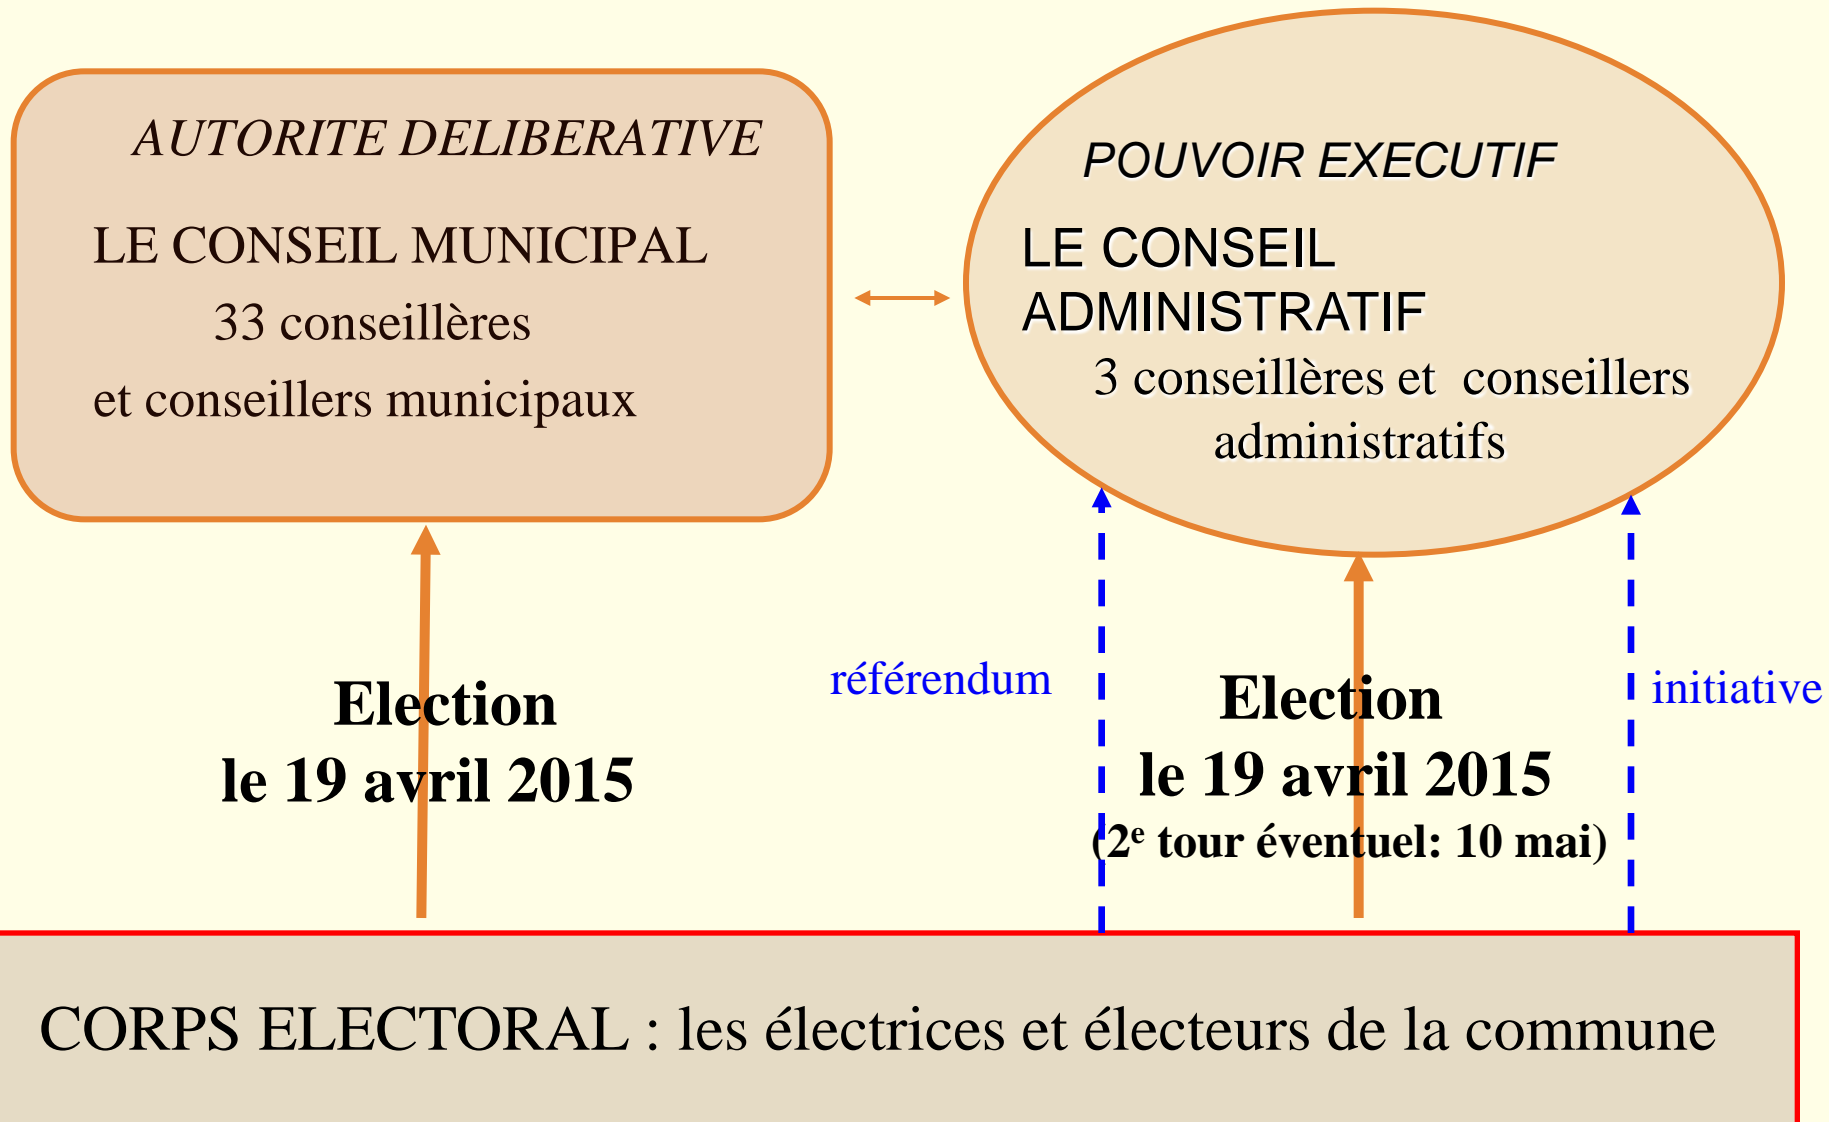 AUTORITE DELIBERATIVE
LE CONSEIL MUNICIPAL
33 conseillères
et conseillers municipaux
POUVOIR EXECUTIF
LE CONSEIL
ADMINISTRATIF
3 conseillères et conseillers
administratifs
Election
le 19 avril 2015
référendum
Election
le 19 avril 2015
(2e tour éventuel: 10 mai)
initiative
CORPS ELECTORAL : les électrices et électeurs de la commune